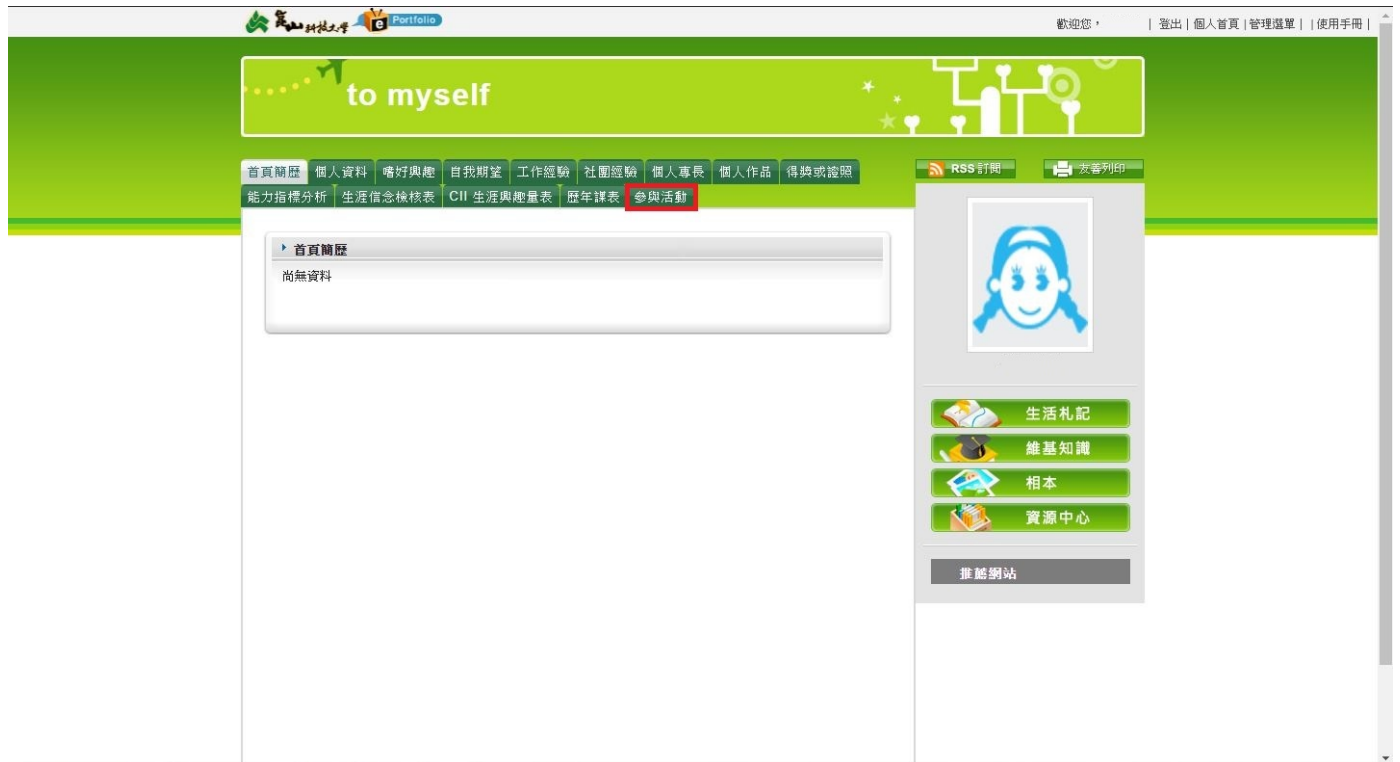 崑山科技大學 e Portfolio
歡迎您，
| 登出 | 個人首頁 | 管理選單 | | 使用手冊 |
to myself
首頁簡歷 個人資料 嗜好興趣 自我期望 工作經驗 社團經驗 個人專長 個人作品 得獎或證照
能力指標分析 生涯信念檢核表 CII 生涯興趣量表 歷年課表 參與活動
RSS 訂閱
友善列印
首頁簡歷
尚無資料
生活札記
維基知識
相本
資源中心
推薦網站